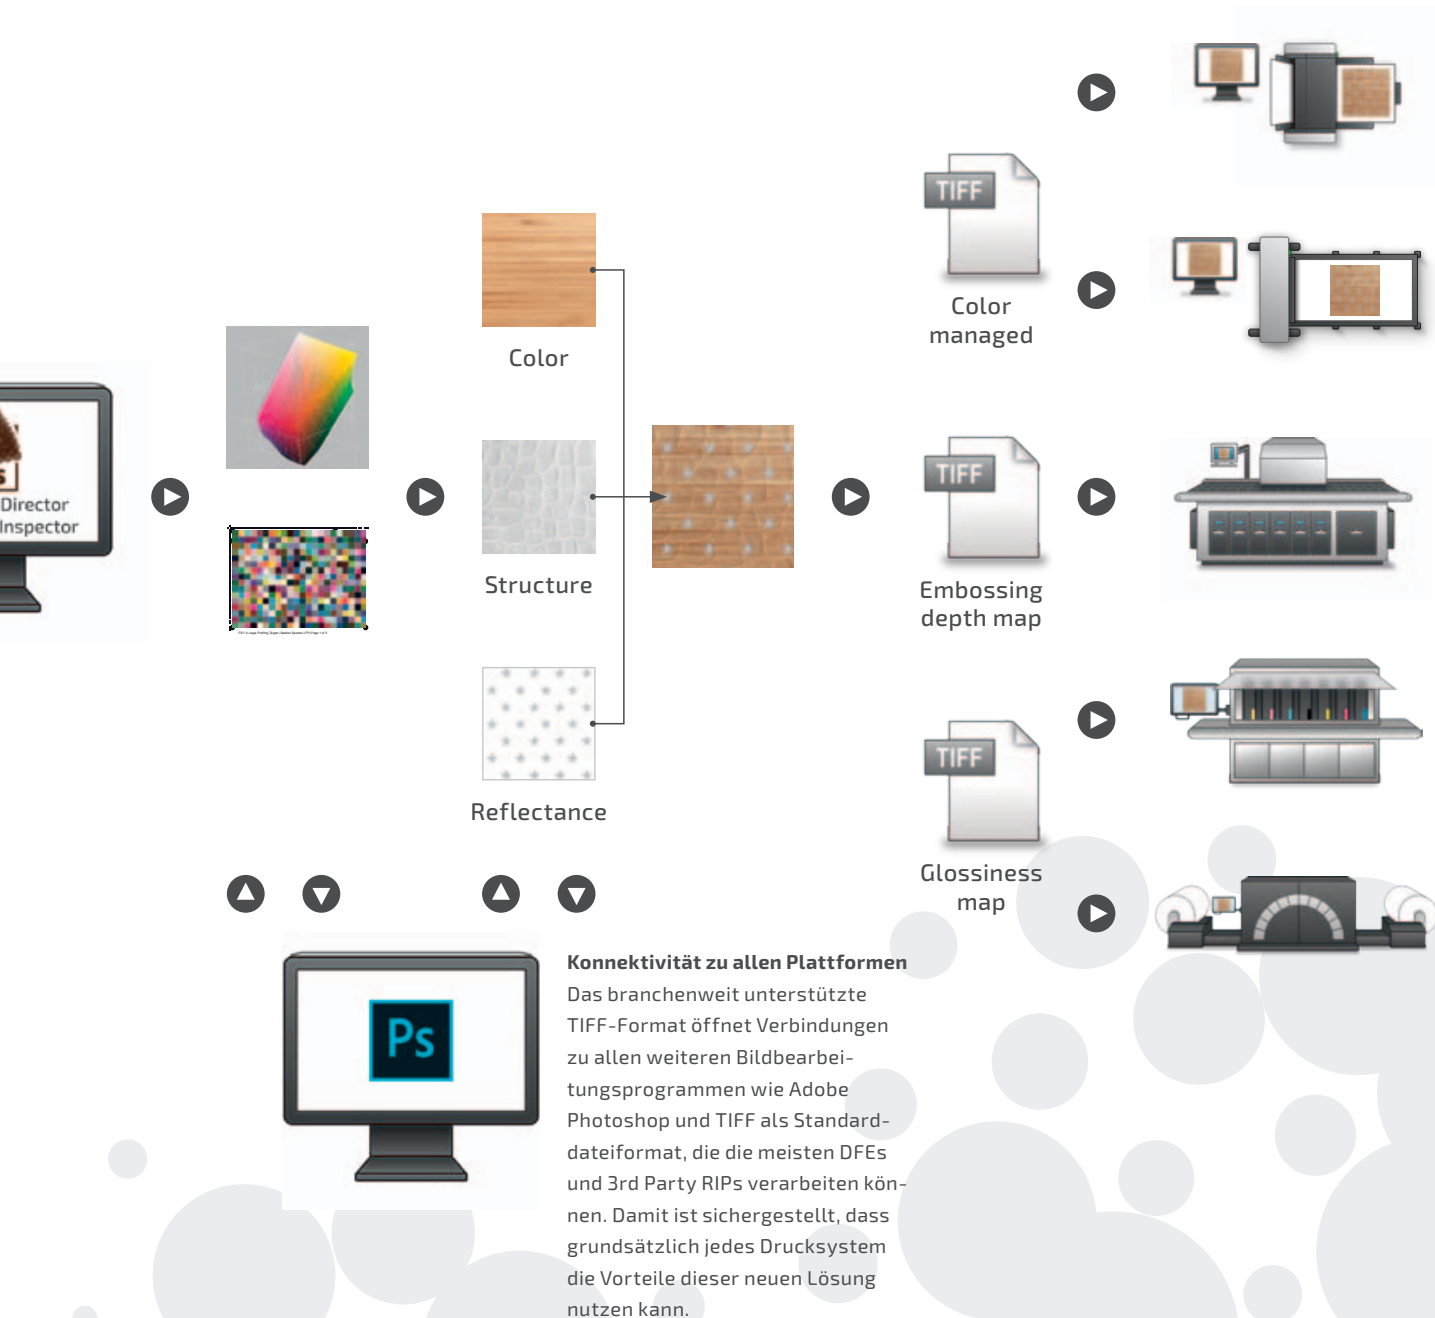 TIFF
Color
managed
Color
S
Director
Inspector
TIFF
Structure
Embossing
depth map
Reflectance
TIFF
Glossiness
map
Ps
Konnektivität zu allen Plattformen
Das branchenweit unterstützte
TIFF-Format öffnet Verbindungen
zu allen weiteren Bildbearbei-
tungsprogrammen wie Adobe
Photoshop und TIFF als Standard-
dateiformat, die die meisten DFEs
und 3rd Party RIPs verarbeiten kön-
nen. Damit ist sichergestellt, dass
grundsätzlich jedes Drucksystem
die Vorteile dieser neuen Lösung
nutzen kann.